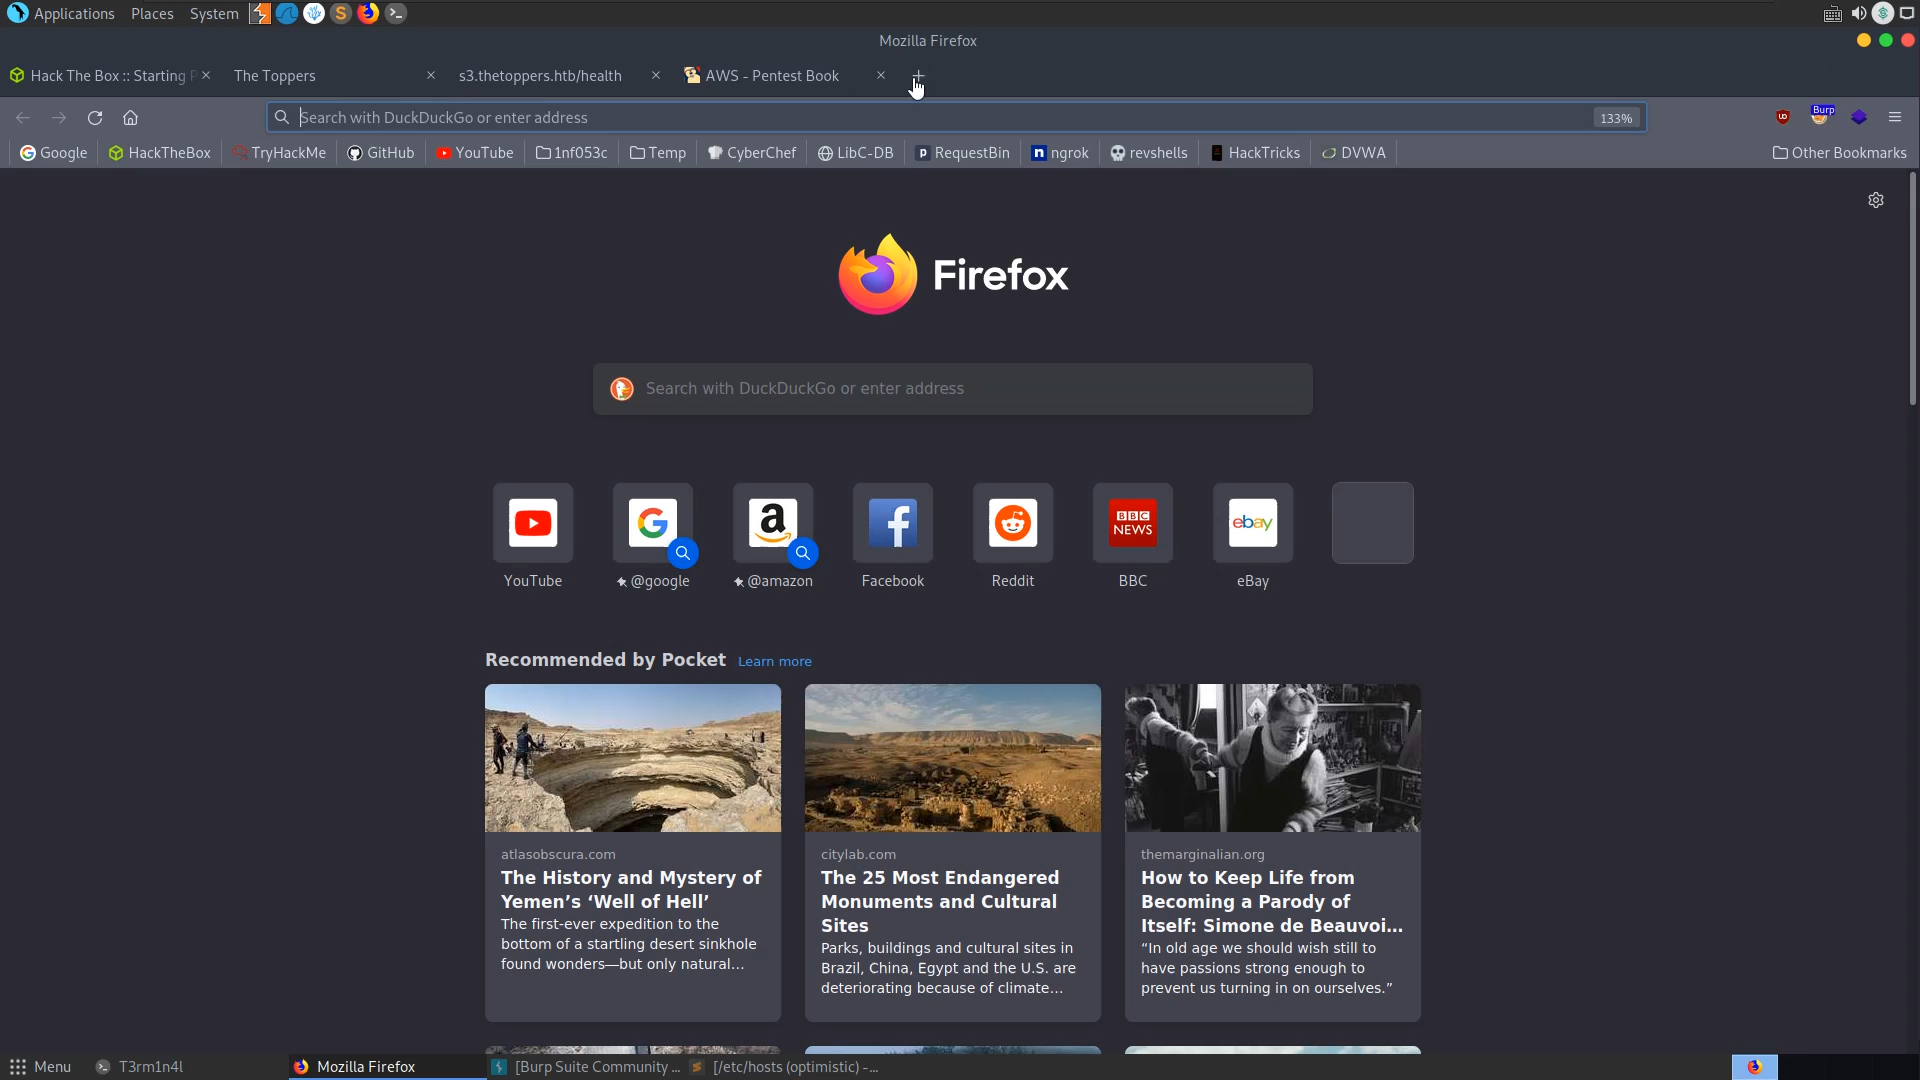 Applications Places System
Mozilla Firefox
Hack The Box :: Starting P
The Toppers
s3.thetoppers.htb/health
AWS - Pentest Book
Search with DuckDuckGo or enter address
133%
Burp
Google
HackTheBox
TryHackMe
GitHub
YouTube
1nf053c
Temp
CyberChef
LibC-DB
RequestBin
ngrok
revshells
HackTricks
DVWA
Other Bookmarks
Firefox
Search with DuckDuckGo or enter address
YouTube
@google
@amazon
Facebook
Reddit
BBC NEWS
BBC
ebay
eBay
Recommended by Pocket Learn more
atlasobscura.com
The History and Mystery of
Yemen’s ‘Well of Hell’
The first-ever expedition to the
bottom of a startling desert sinkhole
found wonders—but only natural...
citylab.com
The 25 Most Endangered
Monuments and Cultural
Sites
Parks, buildings and cultural sites in
Brazil, China, Egypt and the U.S. are
deteriorating because of climate...
themarginalian.org
How to Keep Life from
Becoming a Parody of
Itself: Simone de Beauvoi...
“In old age we should wish still to
have passions strong enough to
prevent us turning in on ourselves.”
Menu
T3rm1n4l
Mozilla Firefox
[Burp Suite Community ...
[/etc/hosts (optimistic) -...